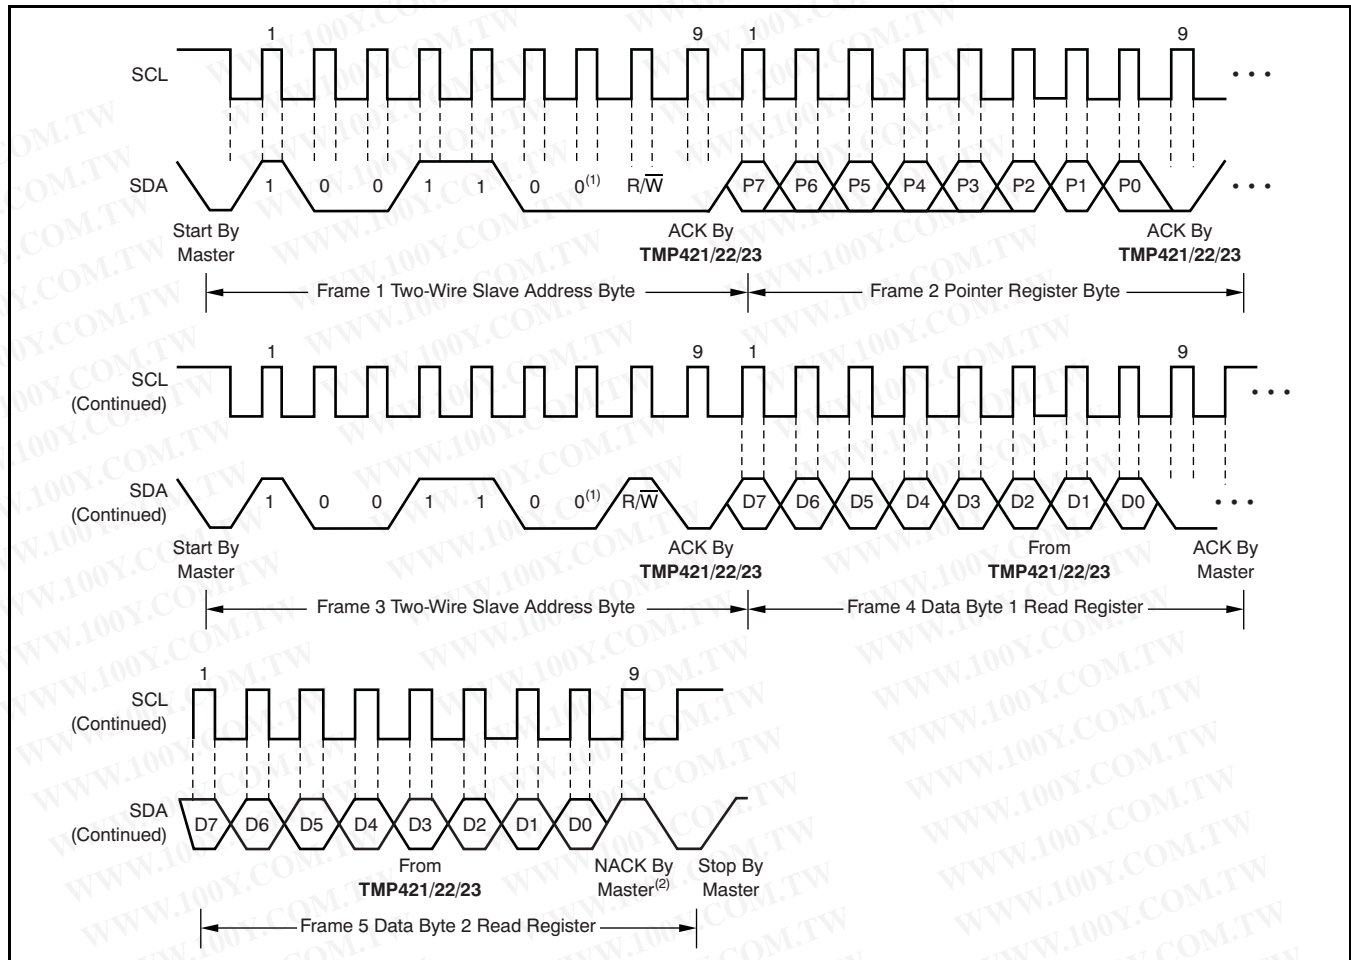 1 9 1 9
SCL • • •
SDA 1 0 0 1 1 0 0(1) R/W̅ P7 P6 P5 P4 P3 P2 P1 P0 • • •
Start By Master
ACK By TMP421/22/23
ACK By TMP421/22/23
Frame 1 Two-Wire Slave Address Byte
Frame 2 Pointer Register Byte
1 9 1 9
SCL (Continued) • • •
SDA (Continued) 1 0 0 1 1 0 0(1) R/W̅ D7 D6 D5 D4 D3 D2 D1 D0 • • •
Start By Master
ACK By TMP421/22/23
From TMP421/22/23
ACK By Master
Frame 3 Two-Wire Slave Address Byte
Frame 4 Data Byte 1 Read Register
1 9
SCL (Continued)
SDA (Continued) D7 D6 D5 D4 D3 D2 D1 D0
From TMP421/22/23
NACK By Master(2)
Stop By Master
Frame 5 Data Byte 2 Read Register
WWW.100Y.COM.TW